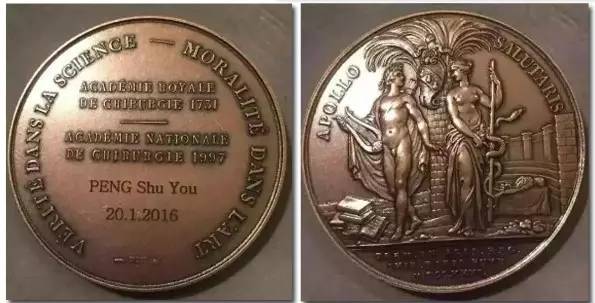 VÉRITÉ DANS LA SCIENCE — MORALITÉ DANS L'ART
ACADÉMIE ROYALE
DE CHIRURGIE 1731
ACADÉMIE NATIONALE
DE CHIRURGIE 1997
PENG Shu You
20.1.2016
APOLLO SALUTARIS